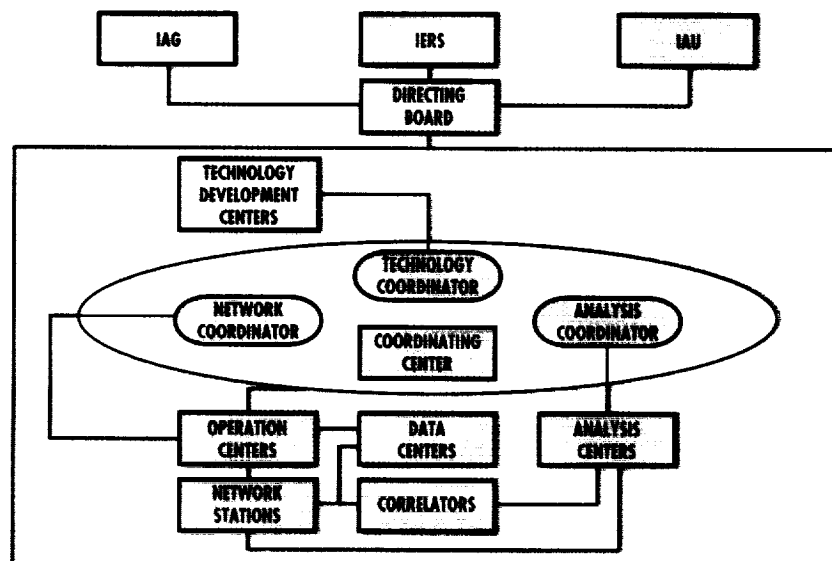 IAG
IERS
IAU
DIRECTING
BOARD
TECHNOLOGY
DEVELOPMENT
CENTERS
TECHNOLOGY
COORDINATOR
NETWORK
COORDINATOR
ANALYSIS
COORDINATOR
COORDINATING
CENTER
OPERATION
CENTERS
DATA
CENTERS
ANALYSIS
CENTERS
NETWORK
STATIONS
CORRELATORS